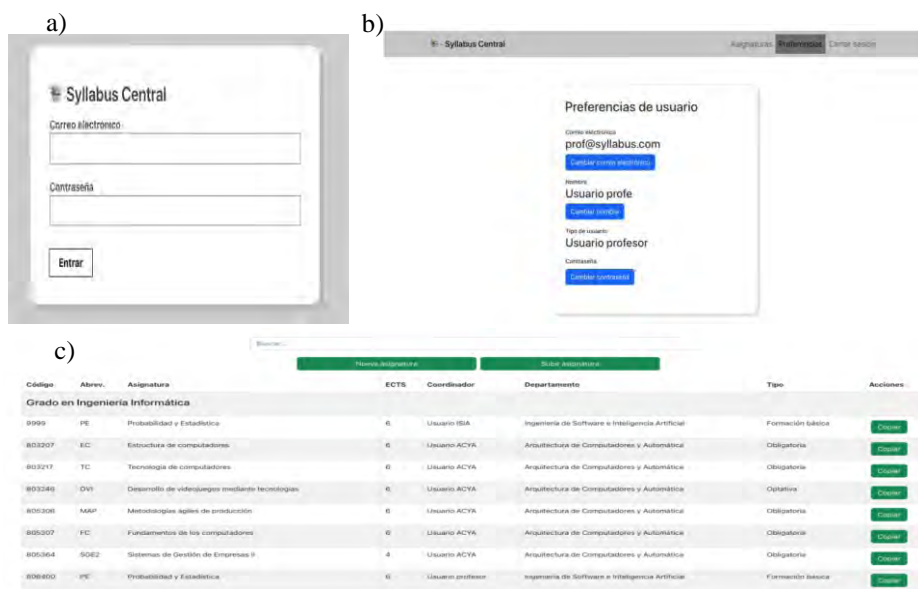 a)
Syllabus Central
Correo electrónico
Contraseña
Entrar
b)
Syllabus Central Asignaturas Preferencias Cerrar sesión
Preferencias de usuario
Correo electrónico
prof@syllabus.com
Cambiar correo electrónico
Nombre
Usuario profe
Cambiar nombre
Tipo de usuario
Usuario profesor
Contraseña
Cambiar contraseña
c)
Buscar...
Nueva asignatura Subir asignatura
Código Abrev. Asignatura ECTS Coordinador Departamento Tipo Acciones
Grado en Ingeniería Informática
9999 PE Probabilidad y Estadística 6 Usuario ISIA Ingeniería de Software e Inteligencia Artificial Formación básica Copiar
803207 EC Estructura de computadores 6 Usuario ACYA Arquitectura de Computadores y Automática Obligatoria Copiar
803217 TC Tecnología de computadores 6 Usuario ACYA Arquitectura de Computadores y Automática Obligatoria Copiar
803246 DVI Desarrollo de videojuegos mediante tecnologías 6 Usuario ACYA Arquitectura de Computadores y Automática Optativa Copiar
805306 MAP Metodologías ágiles de producción 6 Usuario ACYA Arquitectura de Computadores y Automática Obligatoria Copiar
805207 FC Fundamentos de los computadores 6 Usuario ACYA Arquitectura de Computadores y Automática Obligatoria Copiar
805364 SGE2 Sistemas de Gestión de Empresas II 4 Usuario ACYA Arquitectura de Computadores y Automática Obligatoria Copiar
PE Probabilidad y Estadística 6 Usuario profesor Ingeniería de Software e Inteligencia Artificial Formación básica Copiar